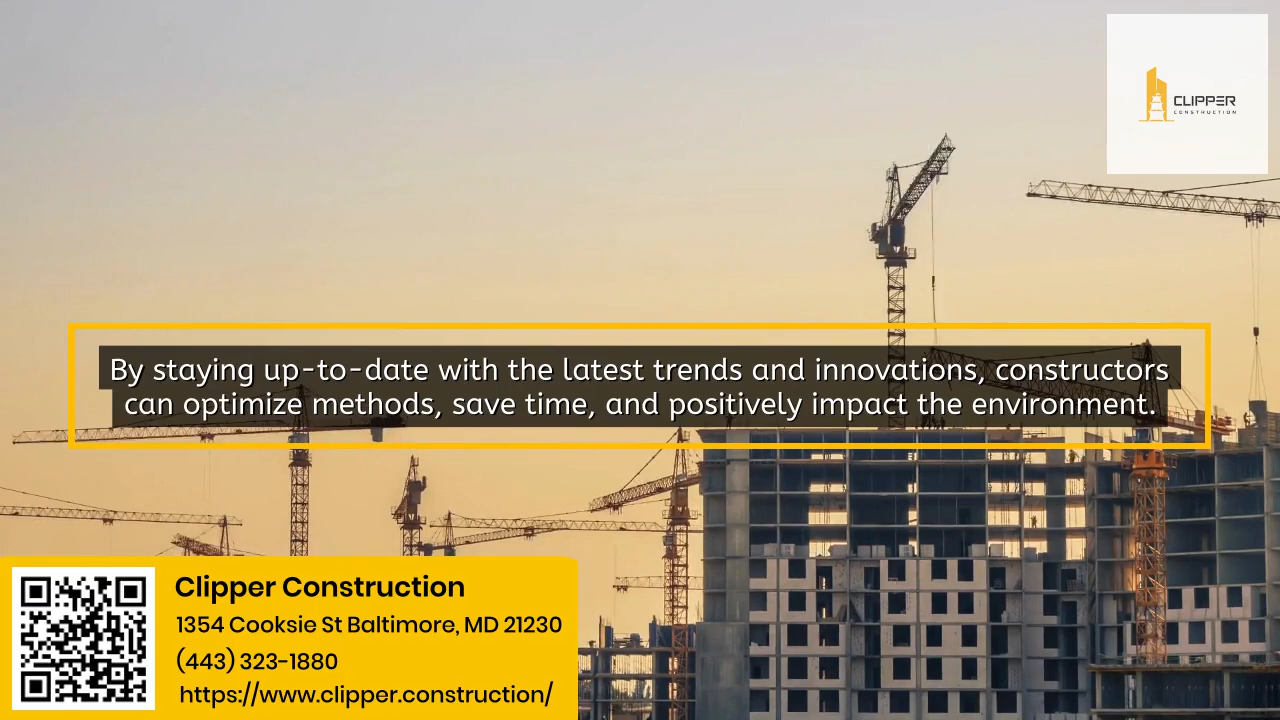 CLIPPER
CONSTRUCTION
By staying up-to-date with the latest trends and innovations, constructors
can optimize methods, save time, and positively impact the environment.
Clipper Construction
1354 Cooksie St Baltimore, MD 21230
(443) 323-1880
https://www.clipper.construction/